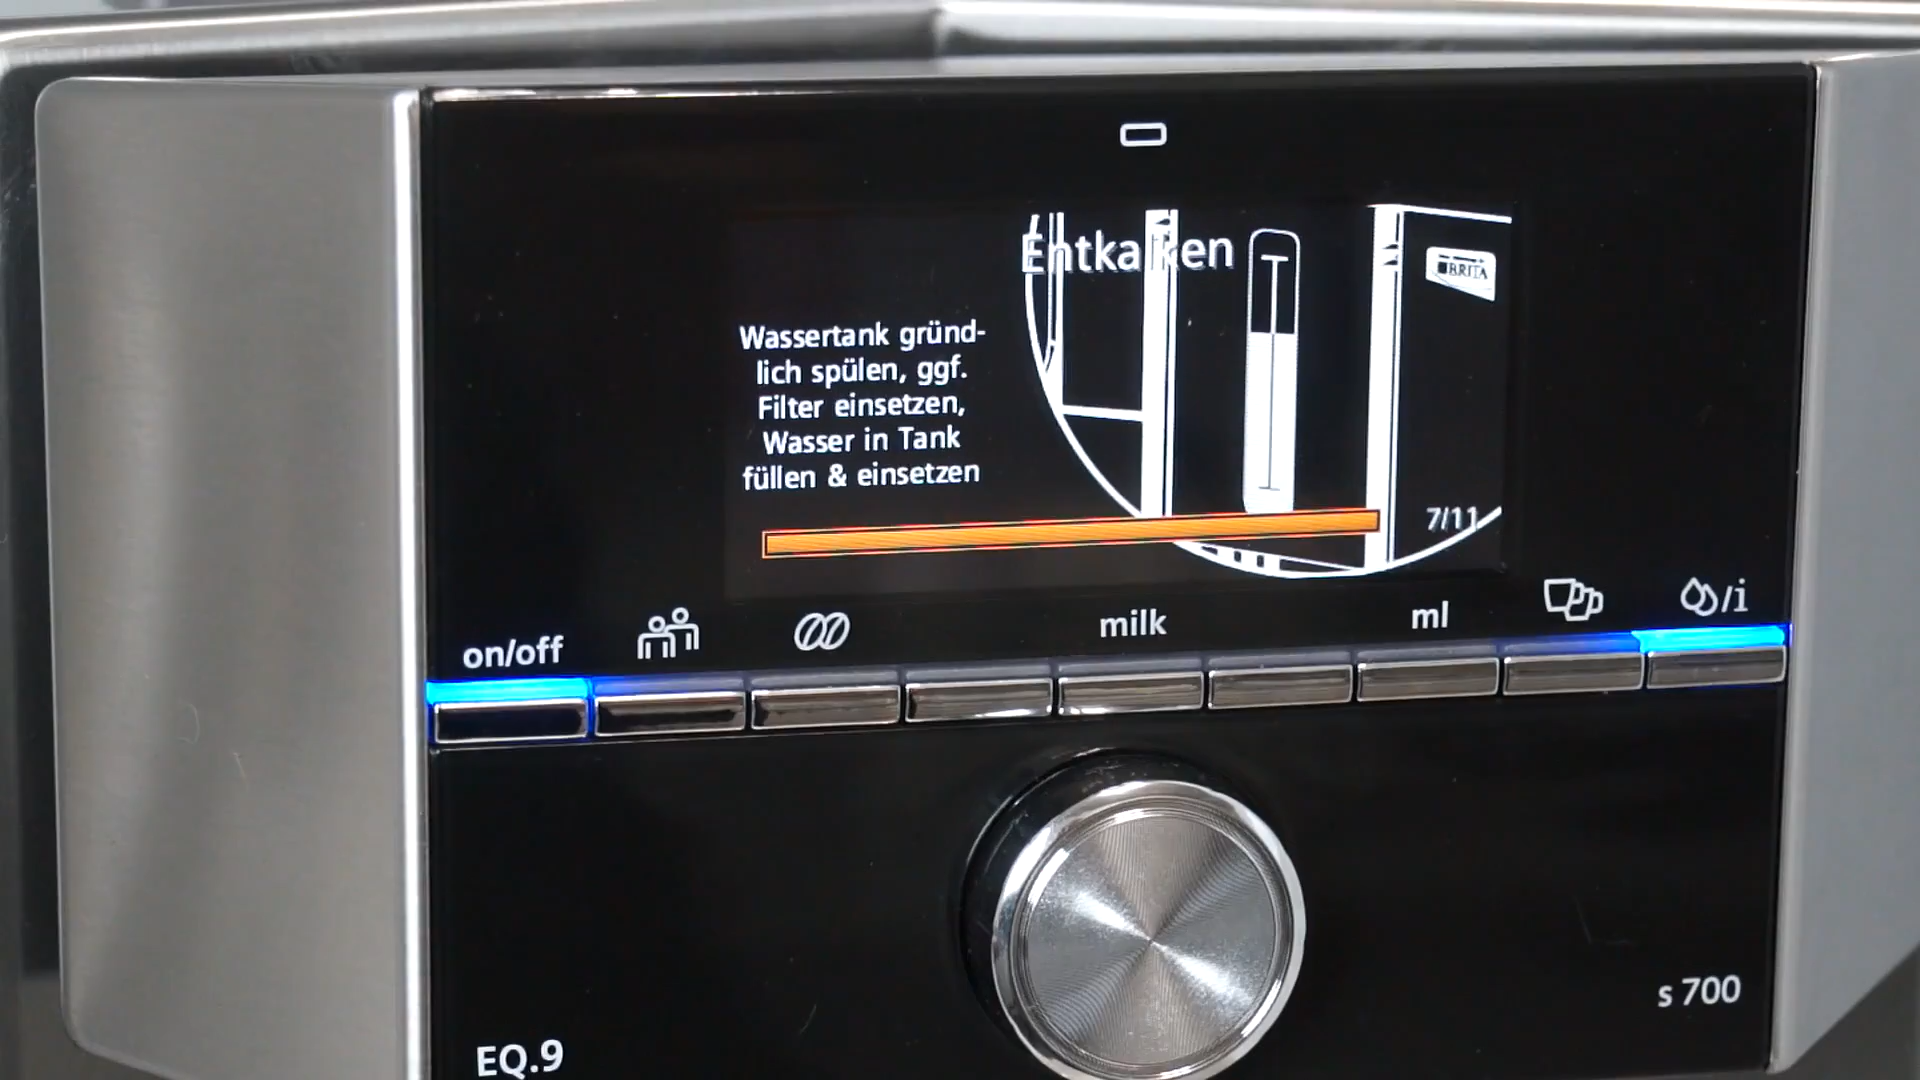 Entkalken
BRITA
Wassertank gründ-
lich spülen, ggf.
Filter einsetzen,
Wasser in Tank
füllen & einsetzen
7/11
on/off
milk
ml
/i
s 700
EQ.9